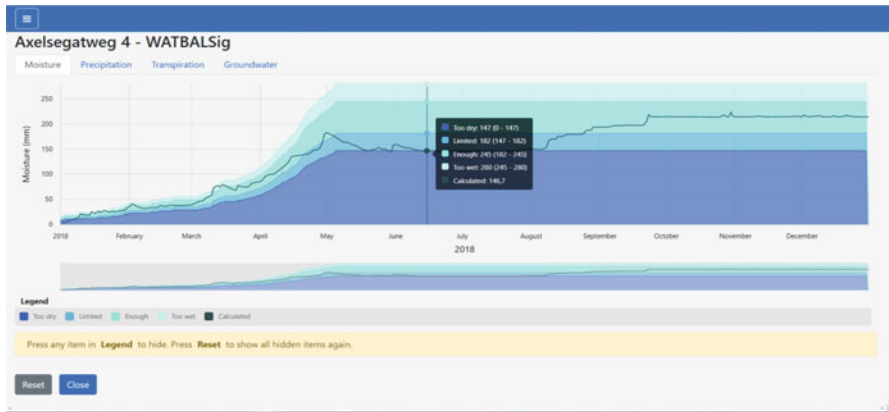 Axelsegatweg 4 - WATBALSig
Moisture Precipitation Transpiration Groundwater
Moisture (mm)
250
200
150
100
50
0
Too dry: 147 (0 - 147)
Limited: 182 (147 - 182)
Enough: 245 (182 - 245)
Too wet: 280 (245 - 280)
Calculated: 146,7
2018 February March April May June July August September October November December
2018
Legend
Too dry Limited Enough Too wet Calculated
Press any item in Legend to hide. Press Reset to show all hidden items again.
Reset Close